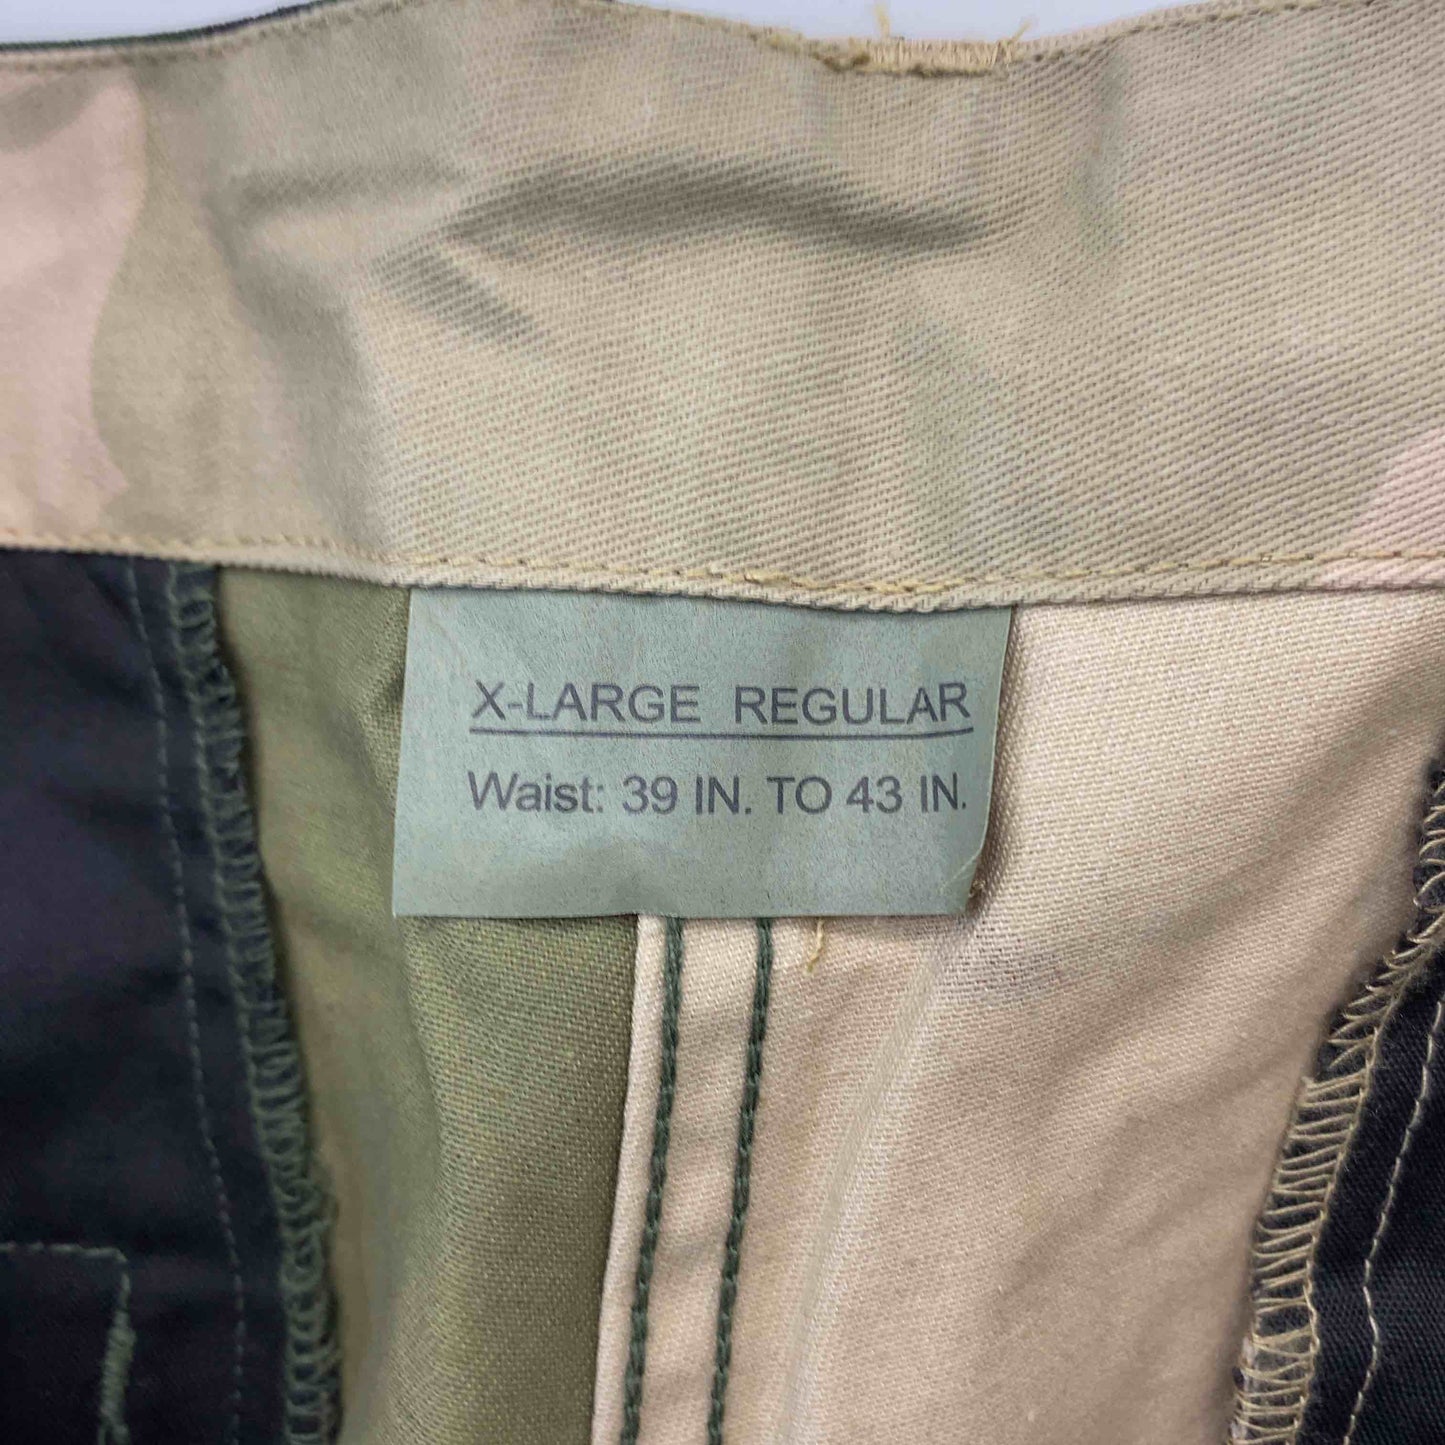 X-LARGE REGULAR
Waist: 39 IN. TO 43 IN.